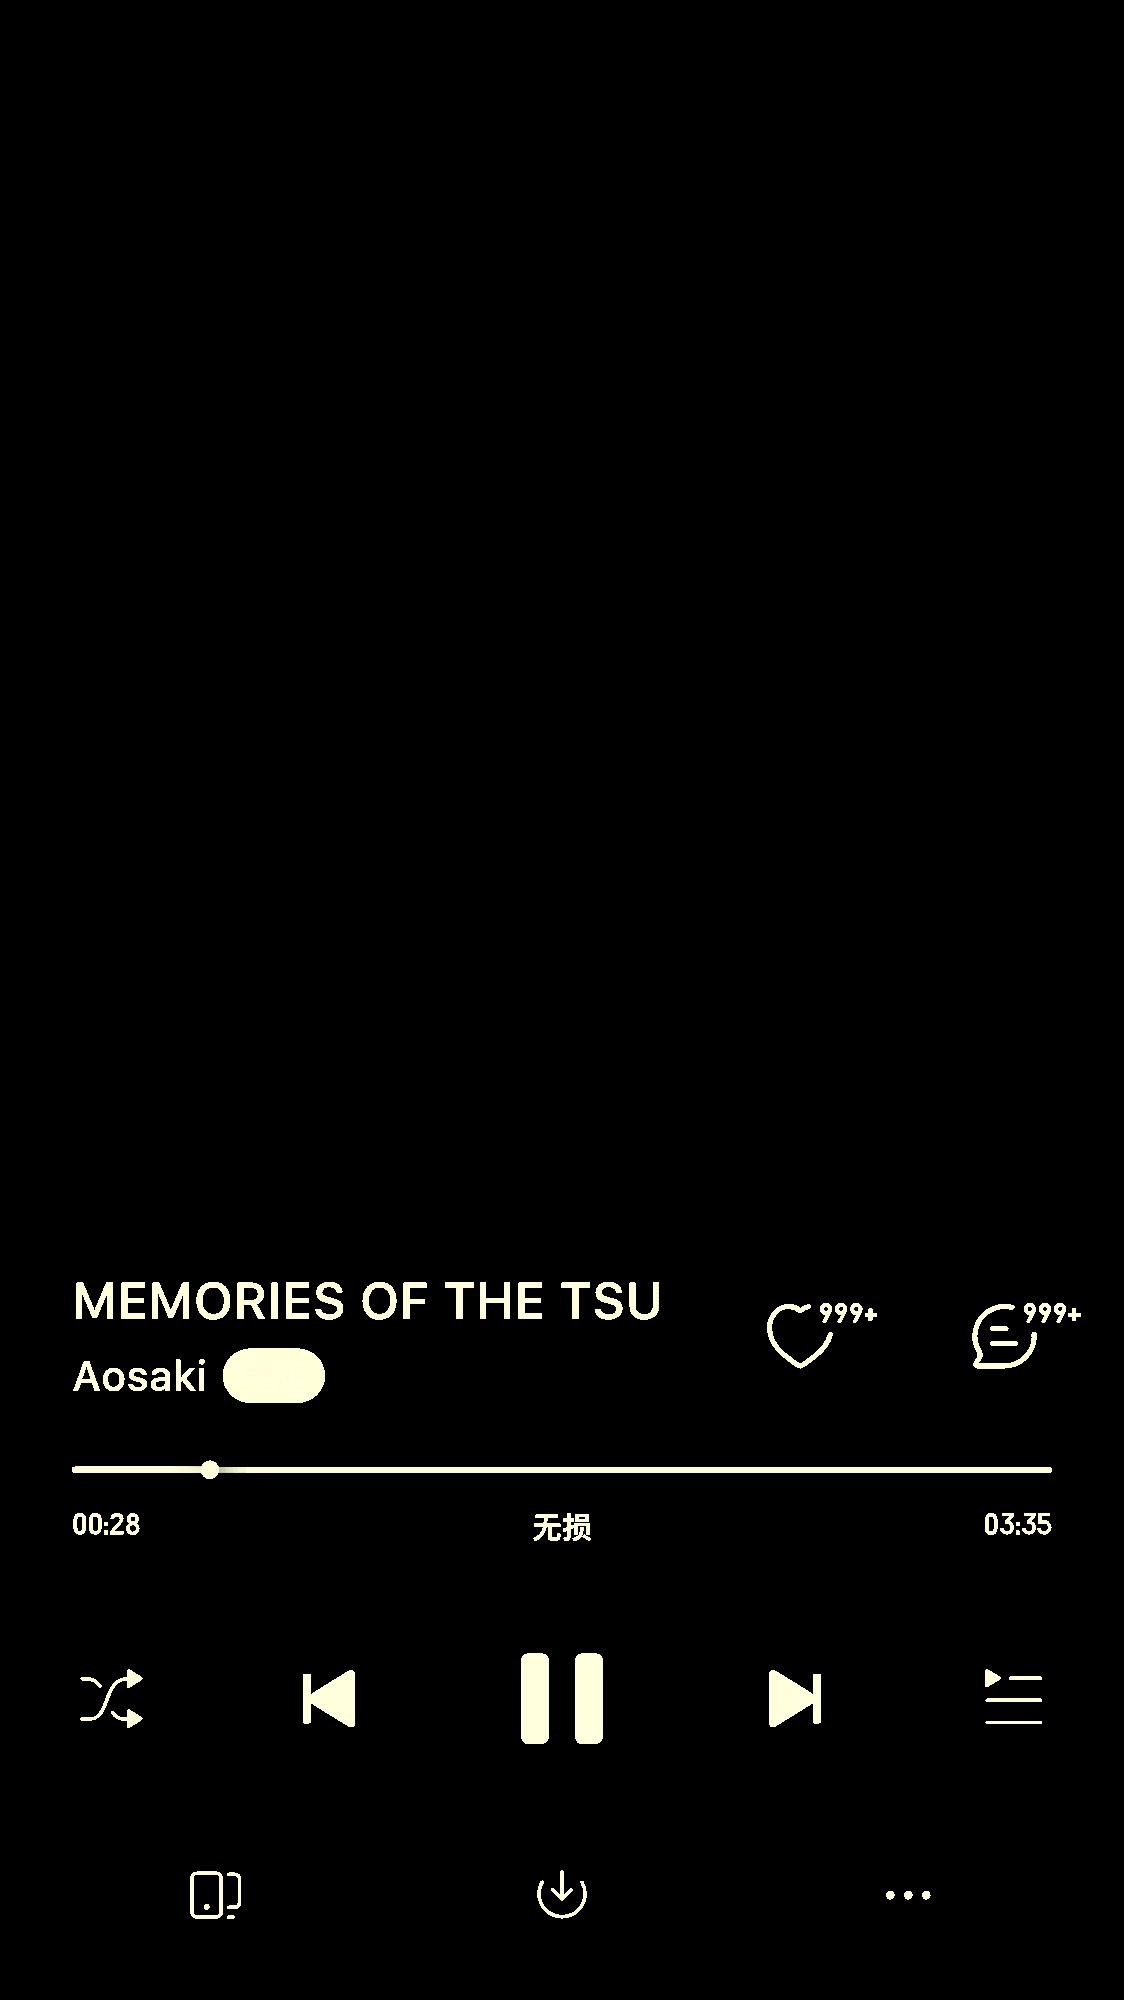 MEMORIES OF THE TSU
999+
999+
Aosaki
00:28
无损
03:35